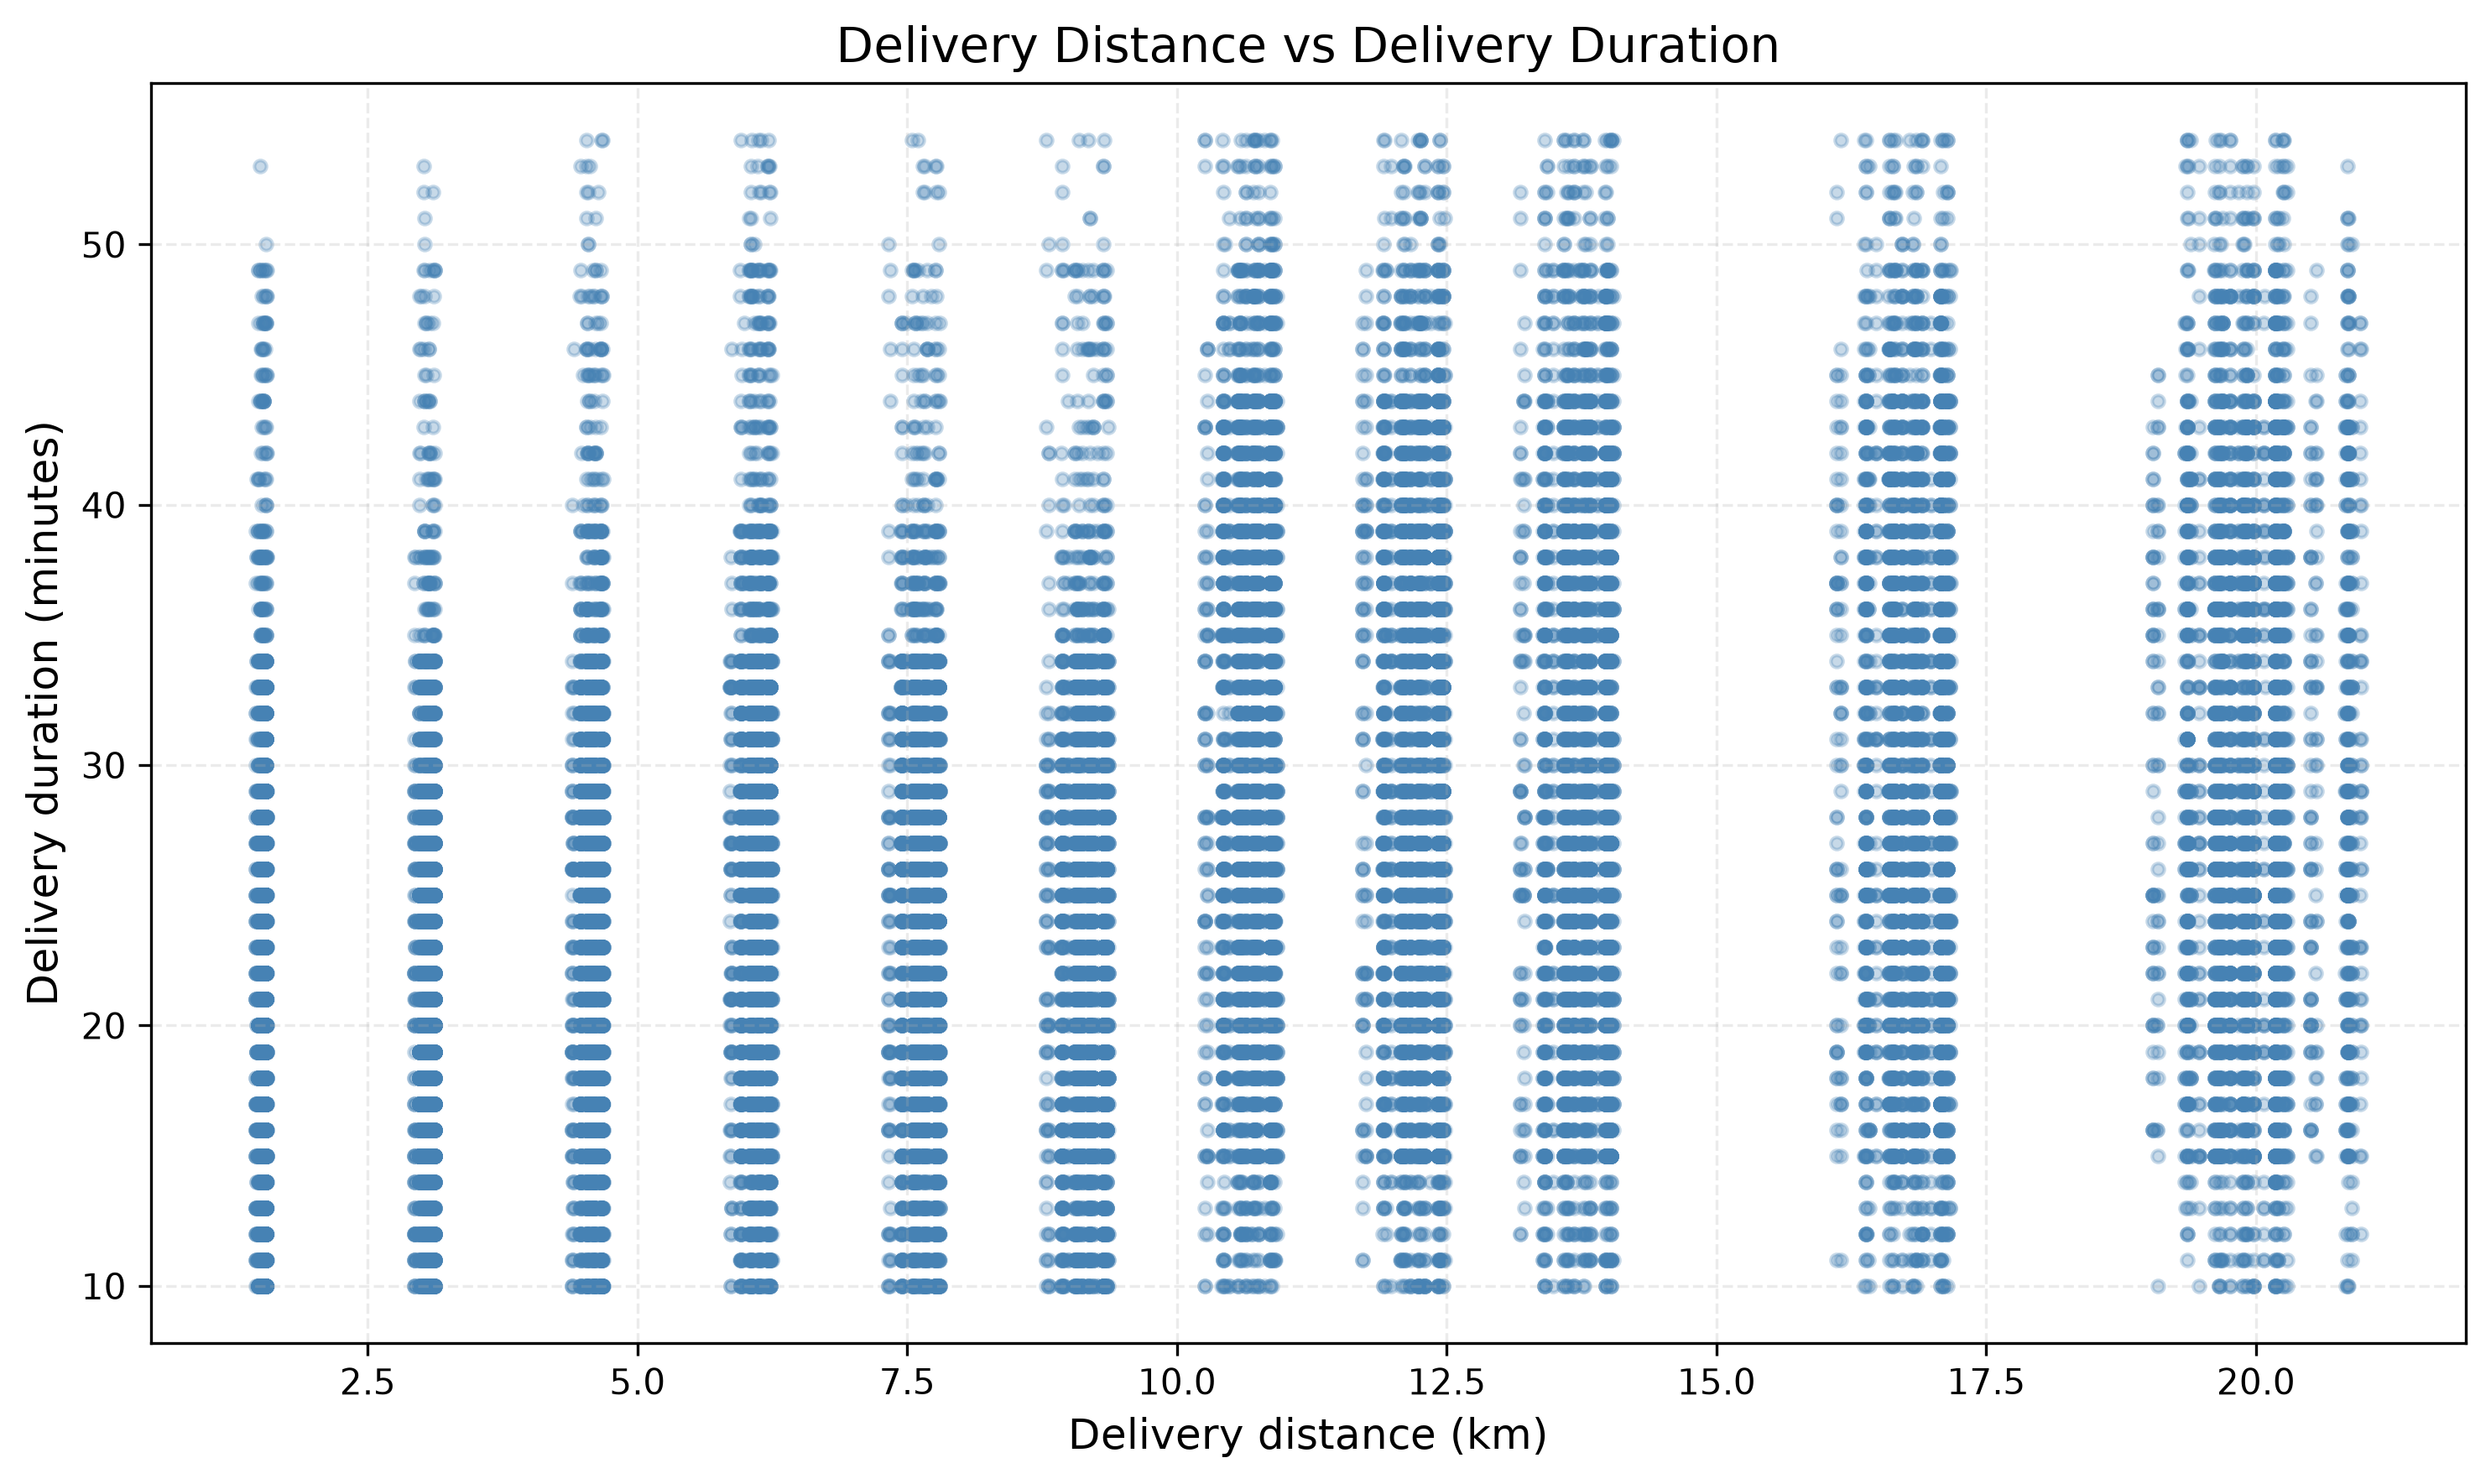 Delivery Distance vs Delivery Duration
Delivery duration (minutes)
50
40
30
20
10
2.5 5.0 7.5 10.0 12.5 15.0 17.5 20.0
Delivery distance (km)